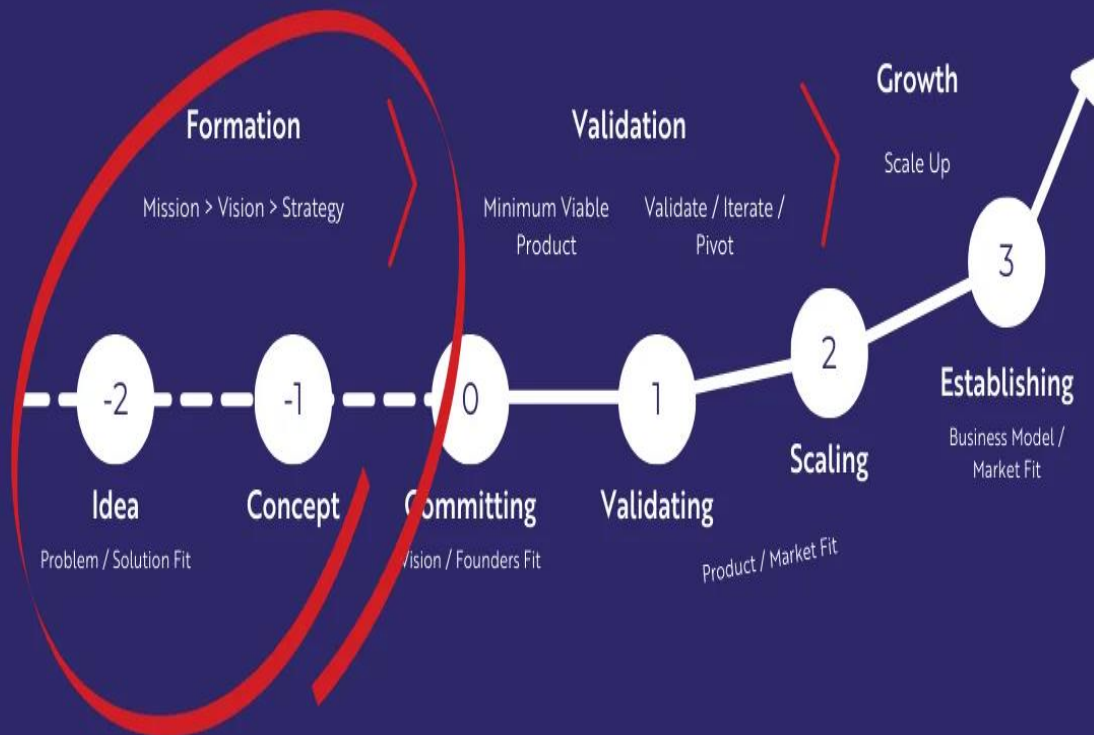 Growth
Formation
Validation
Scale Up
Mission > Vision > Strategy
Minimum Viable
Product
Validate / Iterate /
Pivot
3
2
-2
-1
0
1
Establishing
Business Model /
Market Fit
Scaling
Idea
Concept
Committing
Validating
Problem / Solution Fit
Vision / Founders Fit
Product / Market Fit